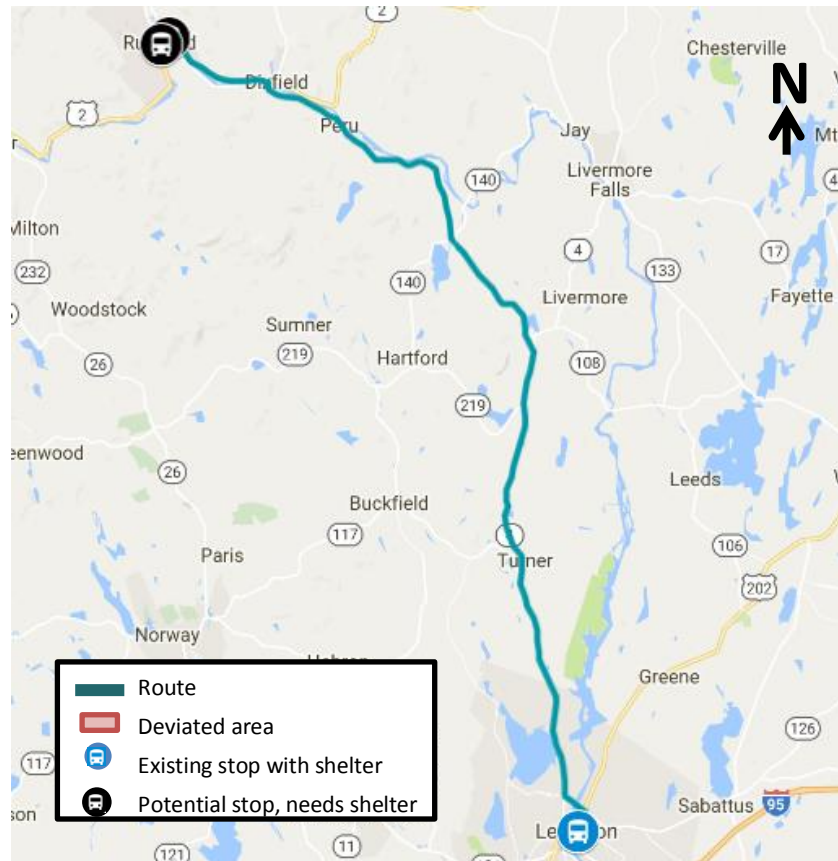 2
Chesterville
N
Dixfield
2
Peru
Jay
140
Livermore
Falls
Milton
4
17
232
133
140
Livermore
Fayette
Woodstock
Sumner
219
Hartford
108
26
219
26
Leeds
Buckfield
117
106
Paris
Turner
202
Norway
Greene
Route
Deviated area
126
Existing stop with shelter
117
Potential stop, needs shelter
Sabattus
95
121
11